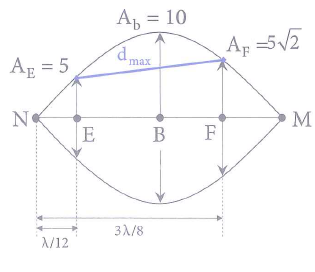 A_b = 10
A_E = 5
d_max
A_F =5√2
N
E
B
F
M
λ/12
3λ/8